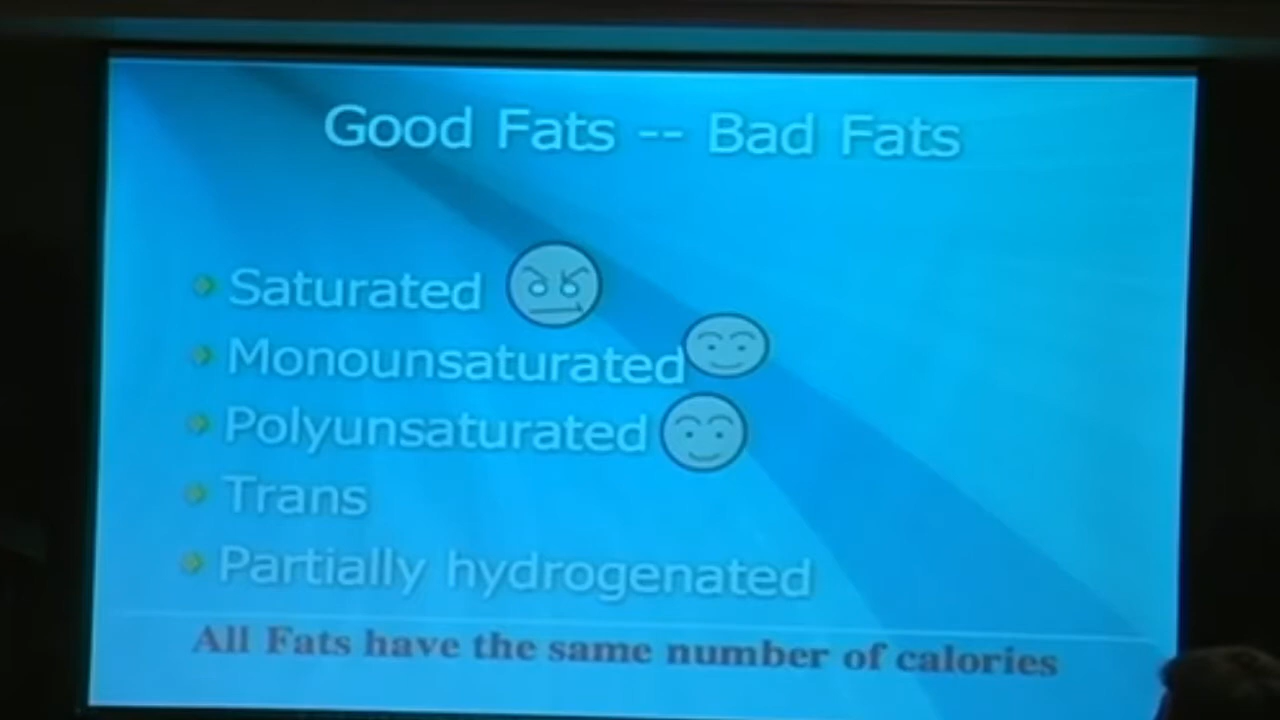 Good Fats -- Bad Fats
Saturated
Monounsaturated
Polyunsaturated
Trans
Partially hydrogenated
All Fats have the same number of calories